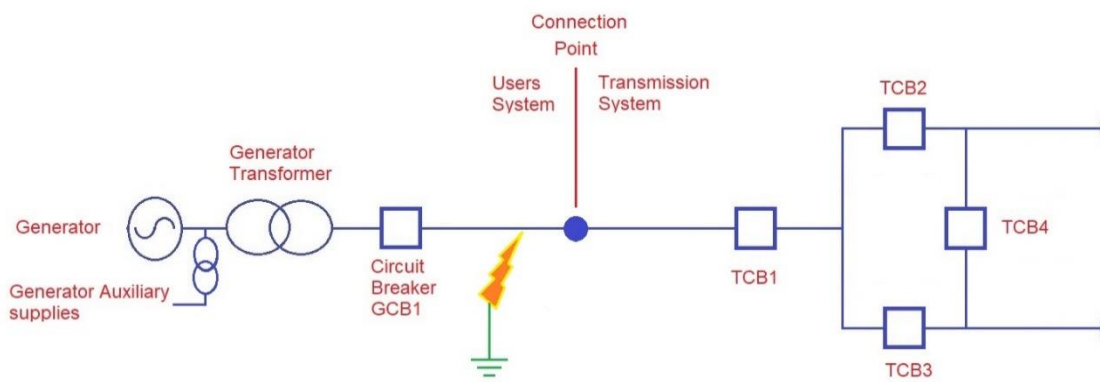 Connection
Point
Users
System
Transmission
System
TCB2
Generator
Transformer
Generator
TCB4
Circuit
Breaker
GCB1
TCB1
Generator Auxiliary
supplies
TCB3